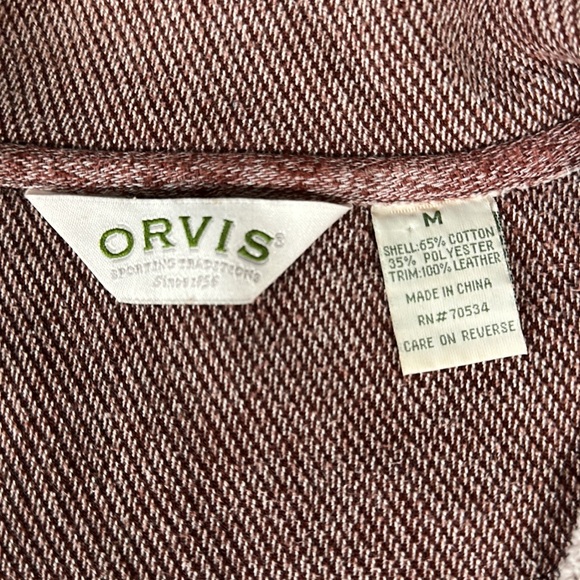 ORVIS®
SPORTING TRADITIONS
Since 1856
M
SHELL:65% COTTON
35% POLYESTER
TRIM:100% LEATHER
MADE IN CHINA
RN#70534
CARE ON REVERSE